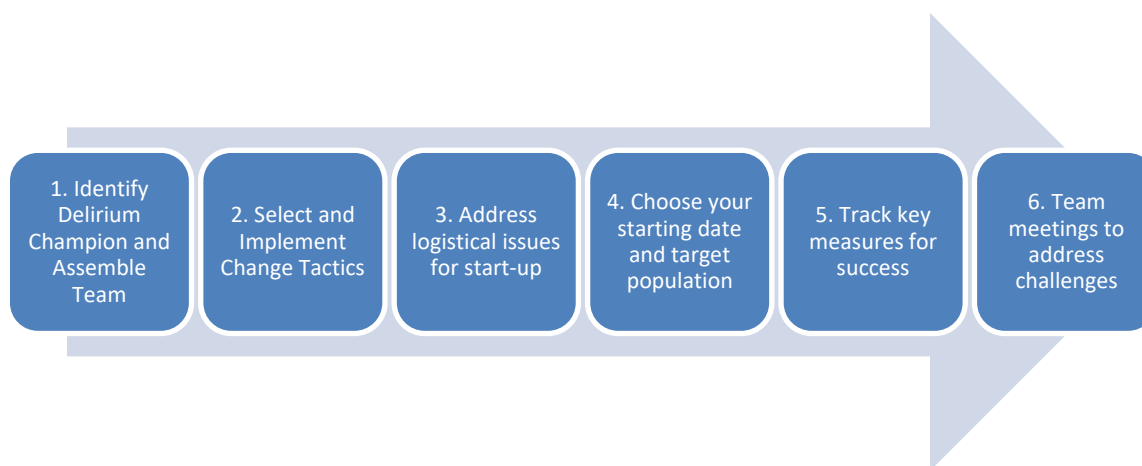 1. Identify
Delirium
Champion and
Assemble
Team
2. Select and
Implement
Change Tactics
3. Address
logistical issues
for start-up
4. Choose your
starting date
and target
population
5. Track key
measures for
success
6. Team
meetings to
address
challenges